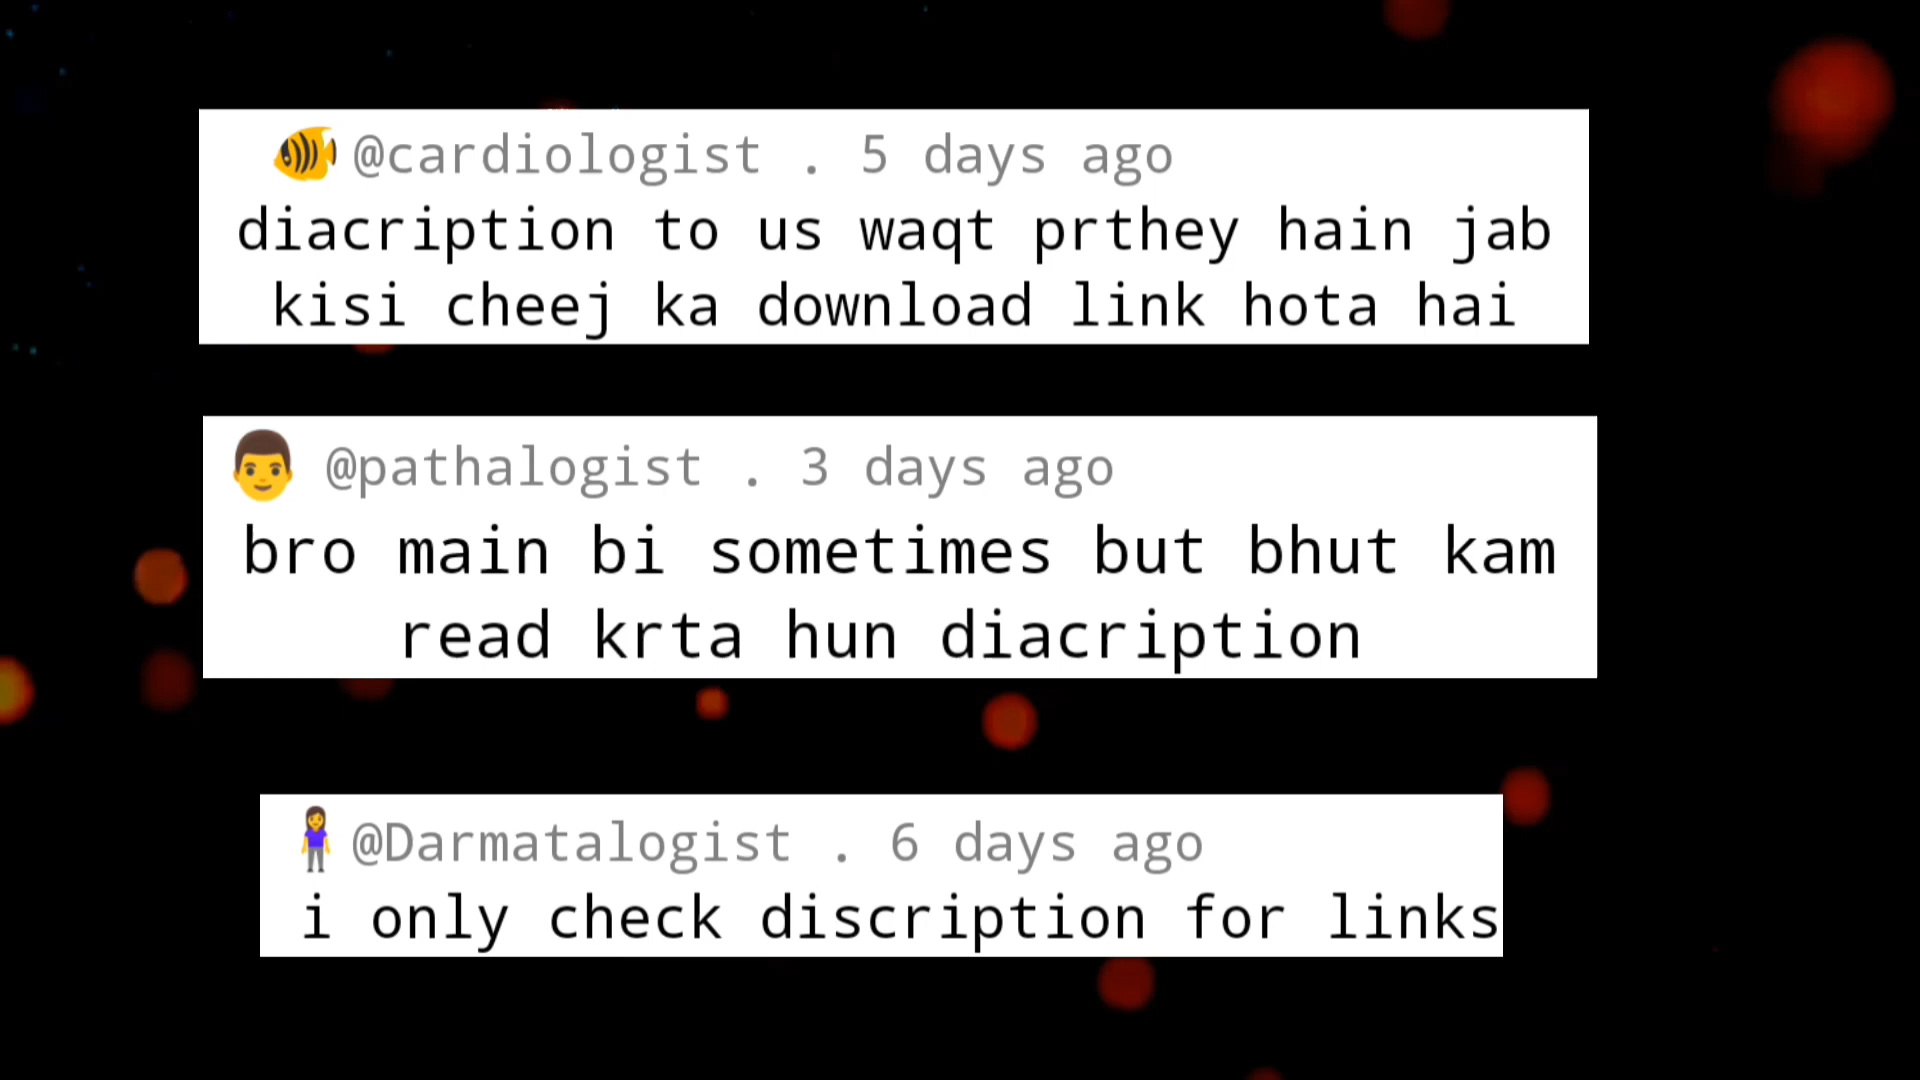 @cardiologist . 5 days ago
diacription to us waqt prthey hain jab
kisi cheej ka download link hota hai
@pathalogist . 3 days ago
bro main bi sometimes but bhut kam
read krta hun diacription
@Darmatalogist . 6 days ago
i only check discription for links